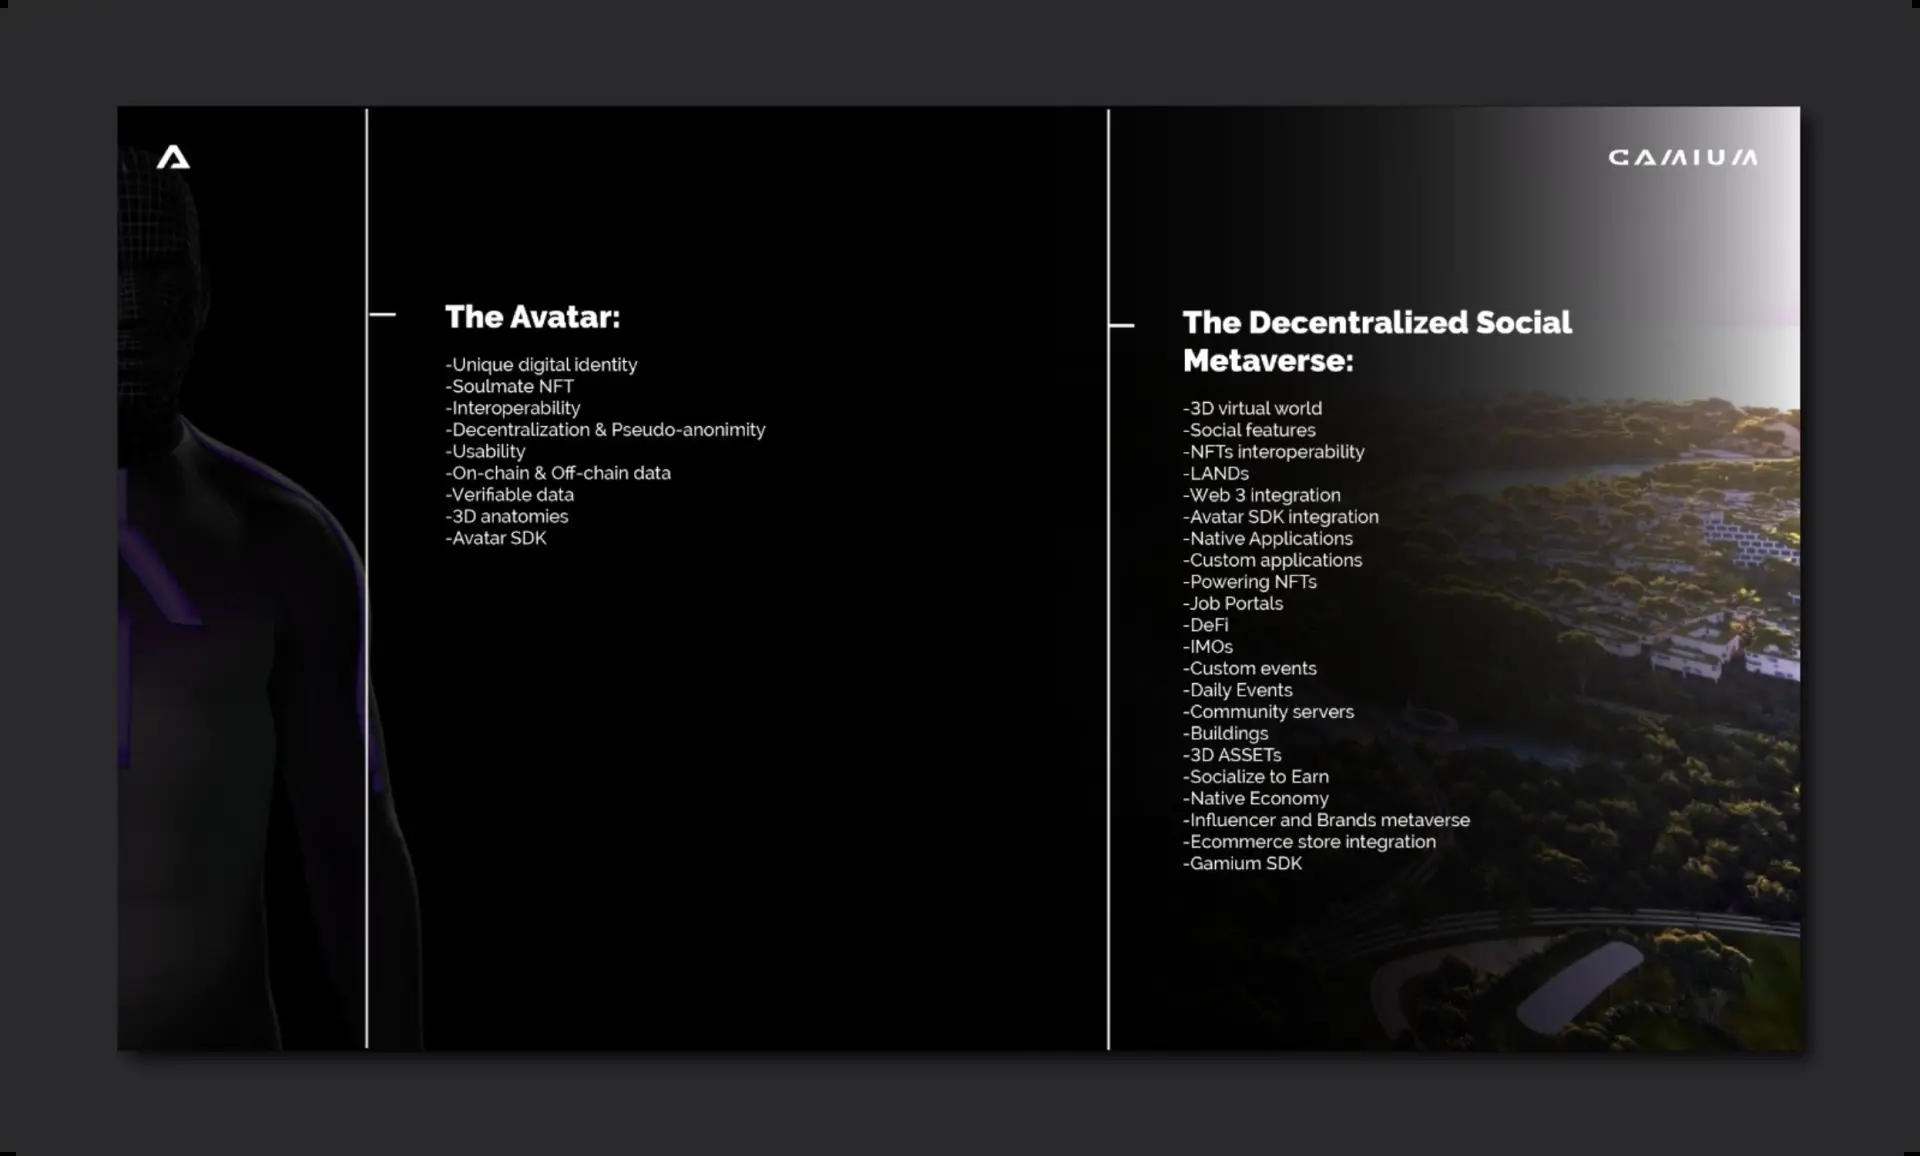 GAMIUM
The Avatar:
-Unique digital identity
-Soulmate NFT
-Interoperability
-Decentralization & Pseudo-anonimity
-Usability
-On-chain & Off-chain data
-Verifiable data
-3D anatomies
-Avatar SDK
The Decentralized Social
Metaverse:
-3D virtual world
-Social features
-NFTs interoperability
-LANDs
-Web 3 integration
-Avatar SDK integration
-Native Applications
-Custom applications
-Powering NFTs
-Job Portals
-DeFi
-IMOs
-Custom events
-Daily Events
-Community servers
-Buildings
-3D ASSETs
-Socialize to Earn
-Native Economy
-Influencer and Brands metaverse
-Ecommerce store integration
-Gamium SDK